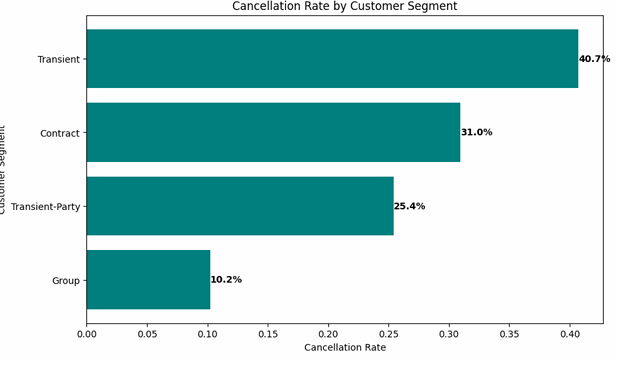 Cancellation Rate by Customer Segment
Customer Segment
Transient
40.7%
Contract
31.0%
Transient-Party
25.4%
Group
10.2%
0.00 0.05 0.10 0.15 0.20 0.25 0.30 0.35 0.40
Cancellation Rate